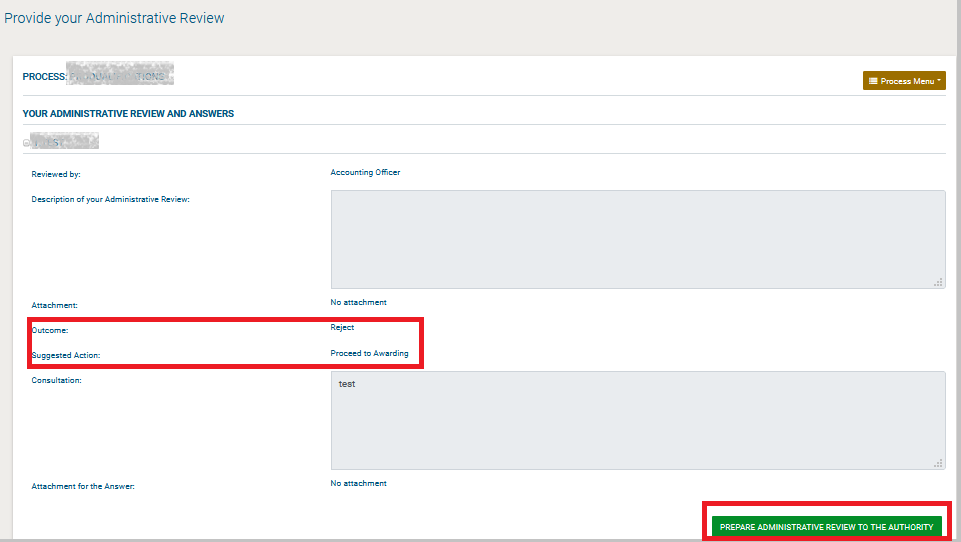 Provide your Administrative Review
PROCESS:
Process Menu
YOUR ADMINISTRATIVE REVIEW AND ANSWERS
Reviewed by: Accounting Officer
Description of your Administrative Review:
Attachment: No attachment
Outcome: Reject
Suggested Action: Proceed to Awarding
Consultation: test
Attachment for the Answer: No attachment
PREPARE ADMINISTRATIVE REVIEW TO THE AUTHORITY